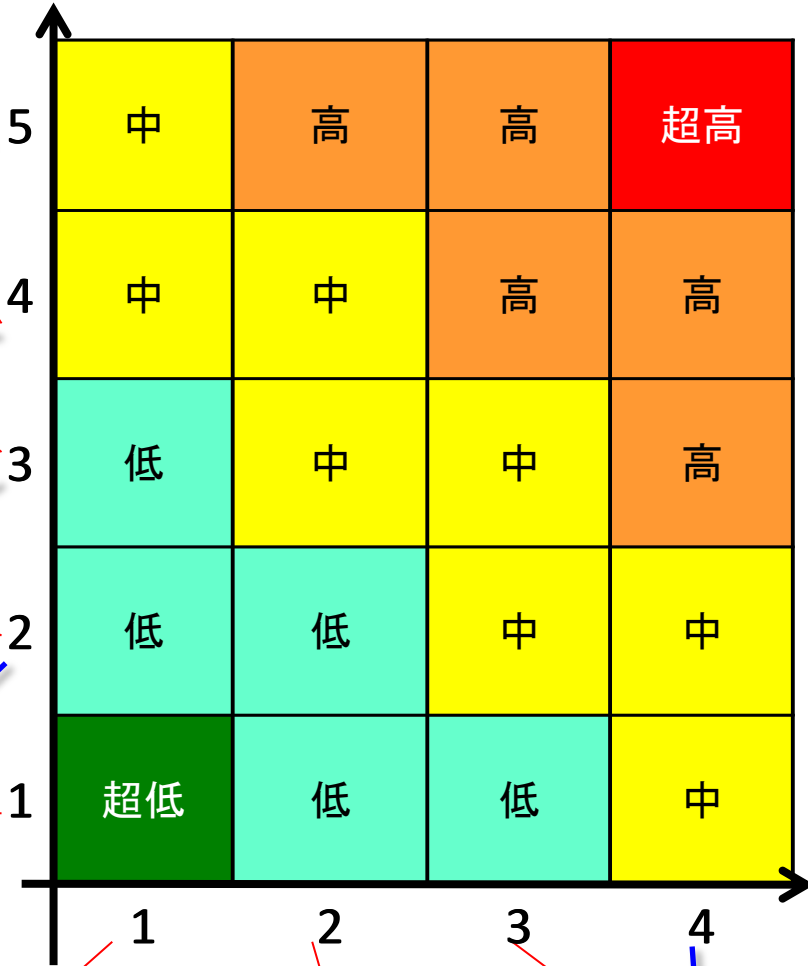 5 中 高 高 超高
4 中 中 高 高
3 低 中 中 高
2 低 低 中 中
1 超低 低 低 中
1 2 3 4